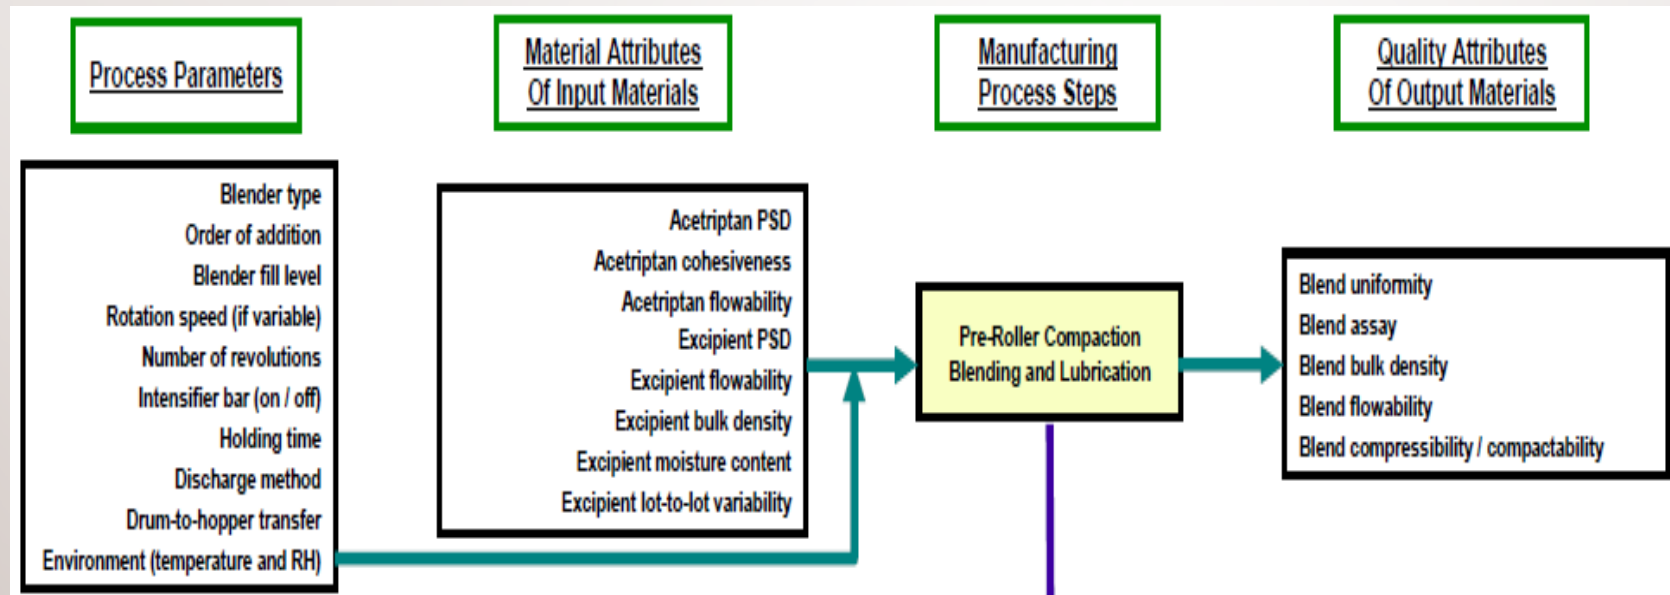 Process Parameters
Material Attributes
Of Input Materials
Manufacturing
Process Steps
Quality Attributes
Of Output Materials
Blender type
Order of addition
Blender fill level
Rotation speed (if variable)
Number of revolutions
Intensifier bar (on / off)
Holding time
Discharge method
Drum-to-hopper transfer
Environment (temperature and RH)
Acetriptan PSD
Acetriptan cohesiveness
Acetriptan flowability
Excipient PSD
Excipient flowability
Excipient bulk density
Excipient moisture content
Excipient lot-to-lot variability
Pre-Roller Compaction
Blending and Lubrication
Blend uniformity
Blend assay
Blend bulk density
Blend flowability
Blend compressibility / compactability